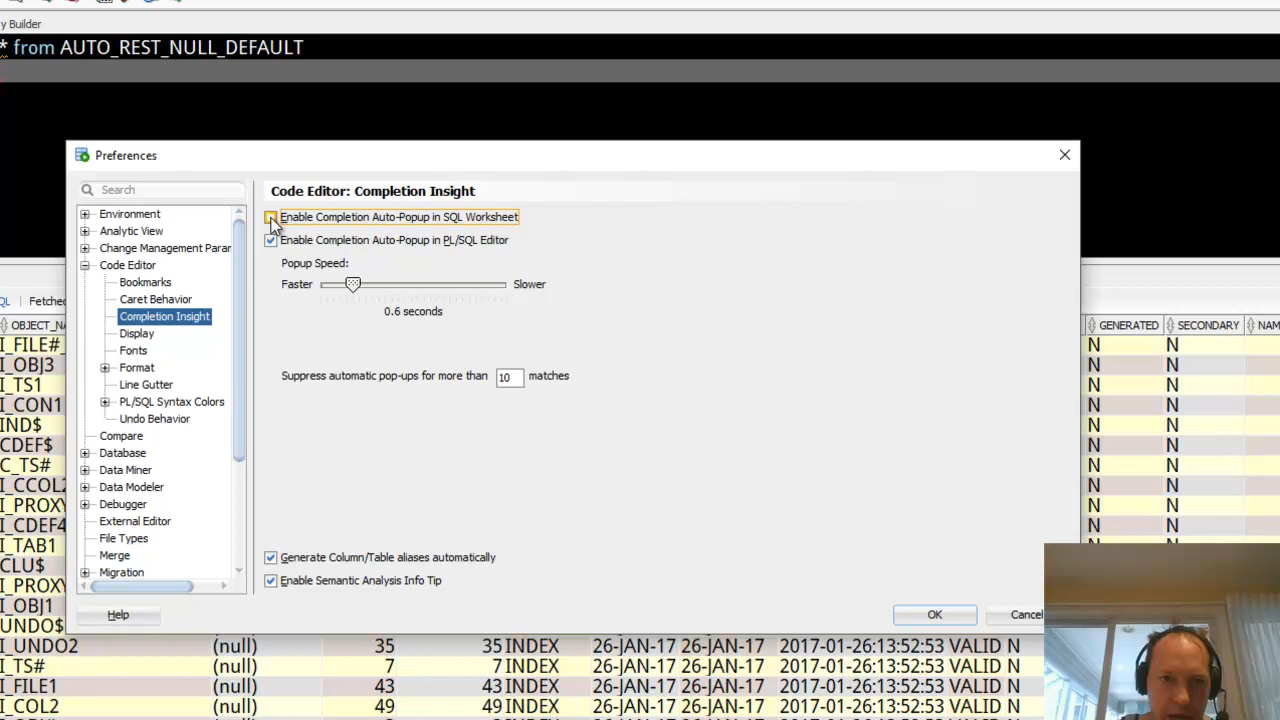 y Builder
* from AUTO_REST_NULL_DEFAULT
Preferences
Search
Code Editor: Completion Insight
Environment
Analytic View
Change Management Parar
Code Editor
Bookmarks
Caret Behavior
Completion Insight
Display
Fonts
Format
Line Gutter
PL/SQL Syntax Colors
Undo Behavior
Compare
Database
Data Miner
Data Modeler
Debugger
External Editor
File Types
Merge
Migration
Enable Completion Auto-Popup in SQL Worksheet
Enable Completion Auto-Popup in PL/SQL Editor
Popup Speed:
Faster
Slower
0.6 seconds
Suppress automatic pop-ups for more than 10 matches
Generate Column/Table aliases automatically
Enable Semantic Analysis Info Tip
Help
OK
Cancel
QL Fetched
OBJECT_NA GENERATED SECONDARY NAM
I_FILE#_ N N
I_OBJ3 N N
I_TS1 N N
I_CON1 N N
IND$ N N
CDEF$ N N
C_TS# N N
I_CCOL2 N N
I_PROXY N N
I_CDEF4 N N
I_TAB1 N N
CLU$
I_PROXY
I_OBJ1
UNDO$
I_UNDO2 (null) 35 35 INDEX 26-JAN-17 26-JAN-17 2017-01-26:13:52:53 VALID N
I_TS# (null) 7 7 INDEX 26-JAN-17 26-JAN-17 2017-01-26:13:52:53 VALID N
I_FILE1 (null) 43 43 INDEX 26-JAN-17 26-JAN-17 2017-01-26:13:52:53 VALID N
I_COL2 (null) 49 49 INDEX 26-JAN-17 26-JAN-17 2017-01-26:13:52:53 VALID N